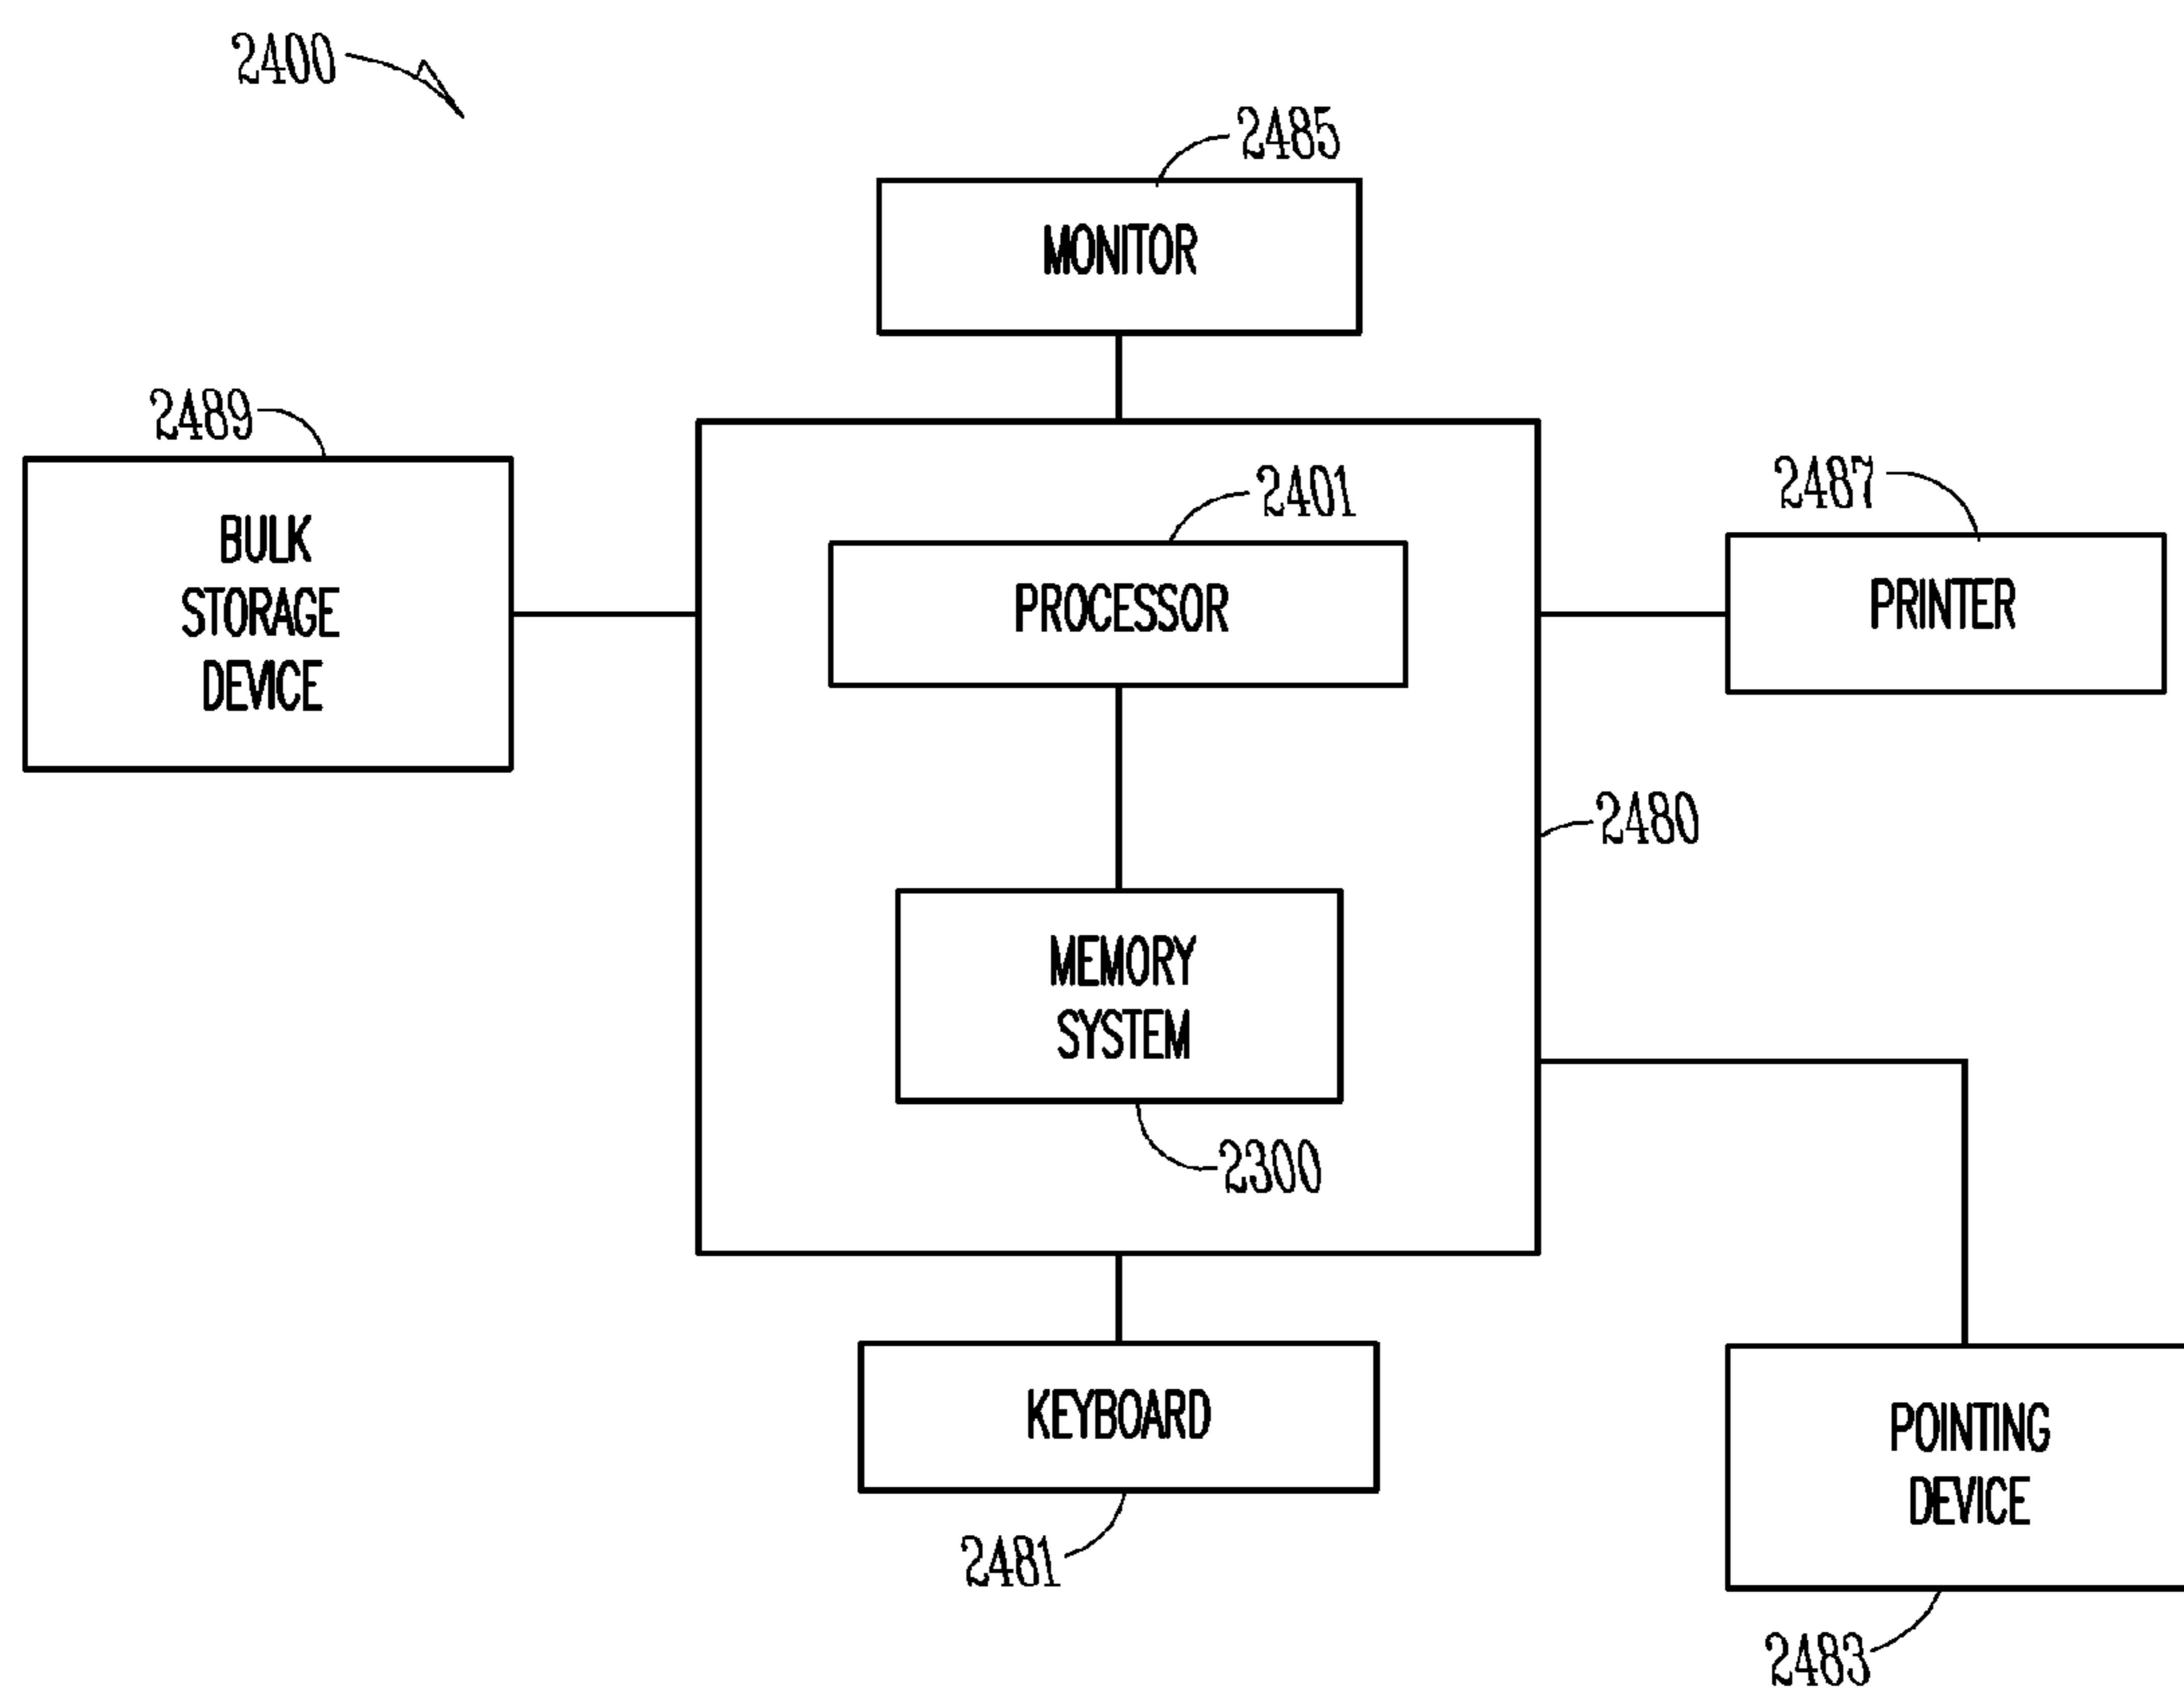 2400
2485
MONITOR
2489
BULK
STORAGE
DEVICE
2401
PROCESSOR
2487
PRINTER
2480
MEMORY
SYSTEM
2300
KEYBOARD
2481
POINTING
DEVICE
2483